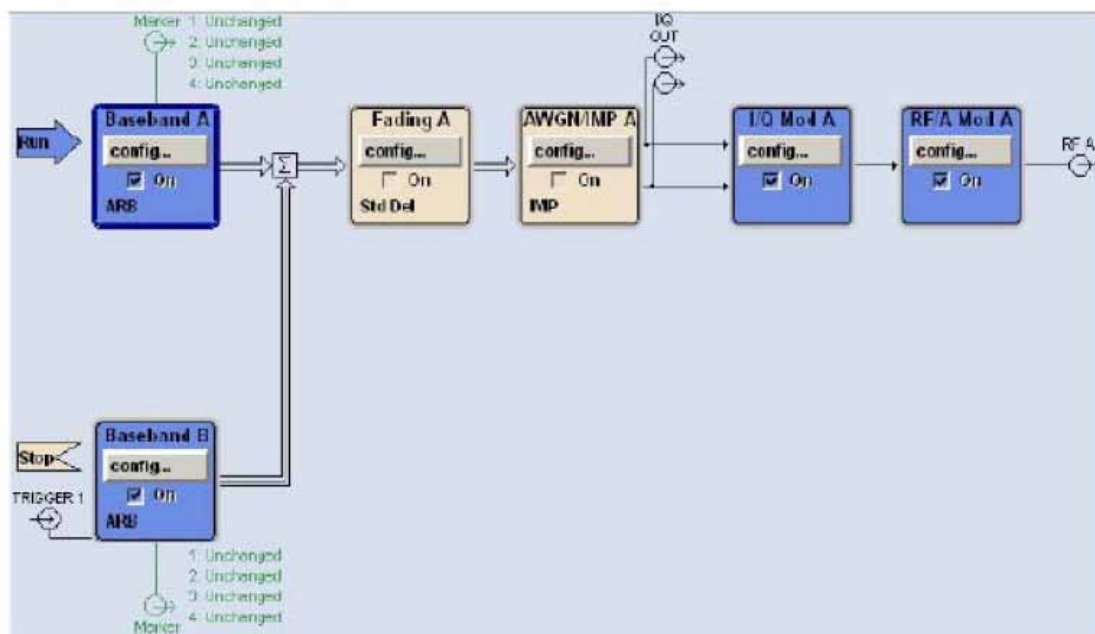 Marker 1: Unchanged
2: Unchanged
3: Unchanged
4: Unchanged
I/Q
OUT
Run
Baseband A
config...
On
ARB
Σ
Fading A
config...
On
Std Del
AWGN/IMP A
config...
On
IMP
I/Q Mod A
config...
On
RF/A Mod A
config...
On
RF A
Stop
TRIGGER 1
Baseband B
config...
On
ARB
1: Unchanged
2: Unchanged
3: Unchanged
4: Unchanged
Marker